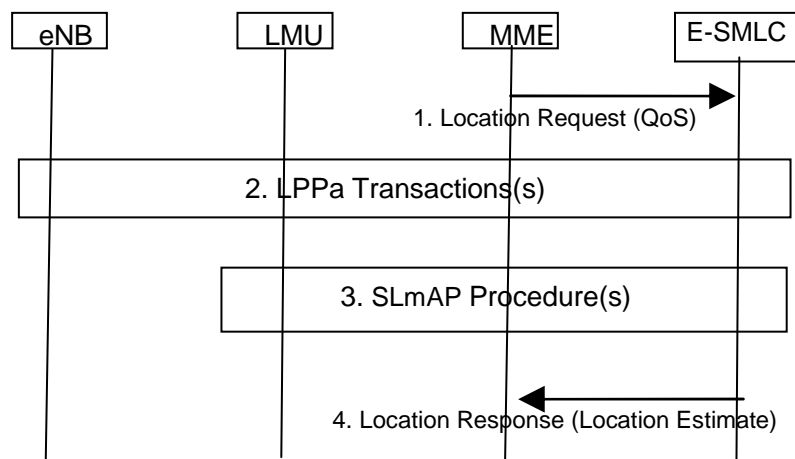 eNB
LMU
MME
E-SMLC
1. Location Request (QoS)
2. LPPa Transactions(s)
3. SLmAP Procedure(s)
4. Location Response (Location Estimate)